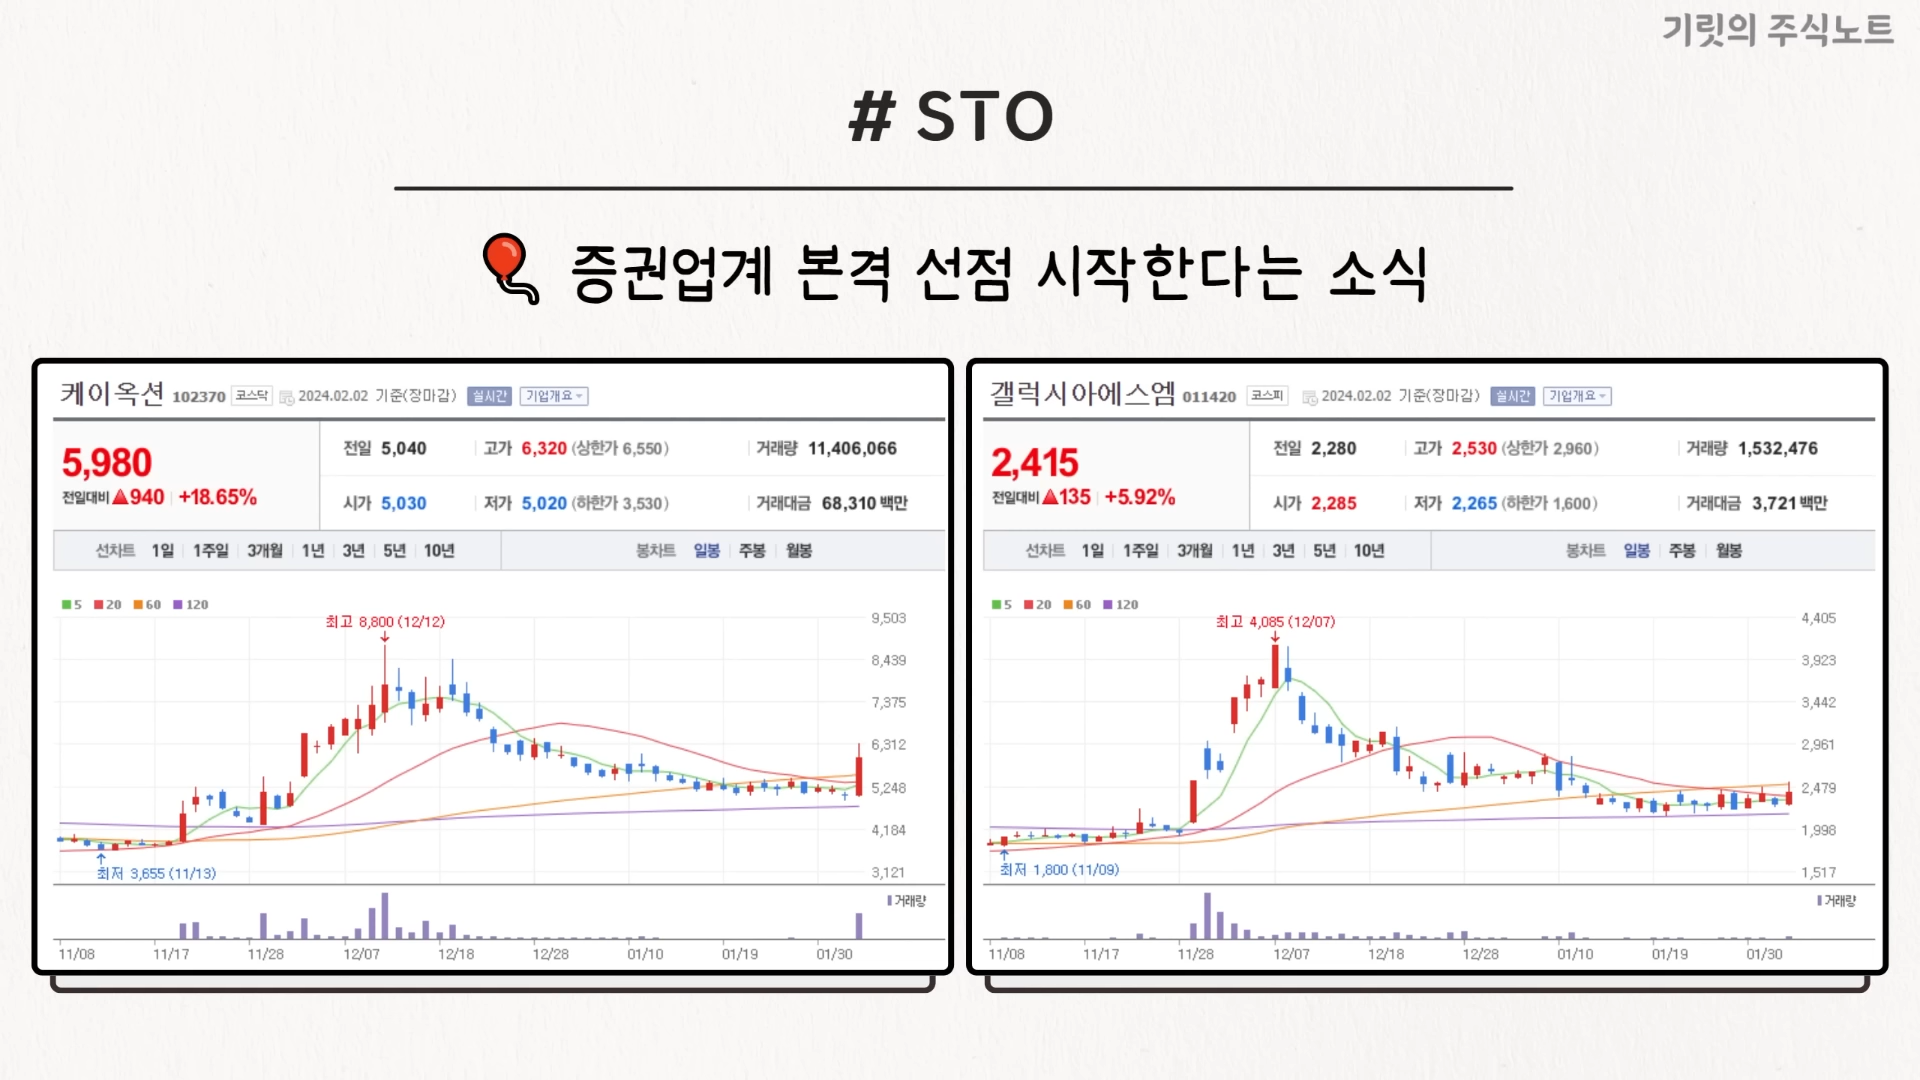 기릿의 주식노트
# STO
증권업계 본격 선점 시작한다는 소식
케이옥션 102370 코스닥 2024.02.02 기준(장마감) 실시간 기업개요
5,980
전일대비 ▲940 +18.65%
전일 5,040 고가 6,320 (상한가 6,550) 거래량 11,406,066
시가 5,030 저가 5,020 (하한가 3,530) 거래대금 68,310 백만
선차트 1일 1주일 3개월 1년 3년 5년 10년 봉차트 일봉 주봉 월봉
5 20 60 120
최고 8,800 (12/12)
9,503
8,439
7,375
6,312
5,248
4,184
3,121
최저 3,655 (11/13)
거래량
11/08 11/17 11/28 12/07 12/18 12/28 01/10 01/19 01/30
갤럭시아에스엠 011420 코스피 2024.02.02 기준(장마감) 실시간 기업개요
2,415
전일대비 ▲135 +5.92%
전일 2,280 고가 2,530 (상한가 2,960) 거래량 1,532,476
시가 2,285 저가 2,265 (하한가 1,600) 거래대금 3,721 백만
선차트 1일 1주일 3개월 1년 3년 5년 10년 봉차트 일봉 주봉 월봉
5 20 60 120
최고 4,085 (12/07)
4,405
3,923
3,442
2,961
2,479
1,998
1,517
최저 1,800 (11/09)
거래량
11/08 11/17 11/28 12/07 12/18 12/28 01/10 01/19 01/30